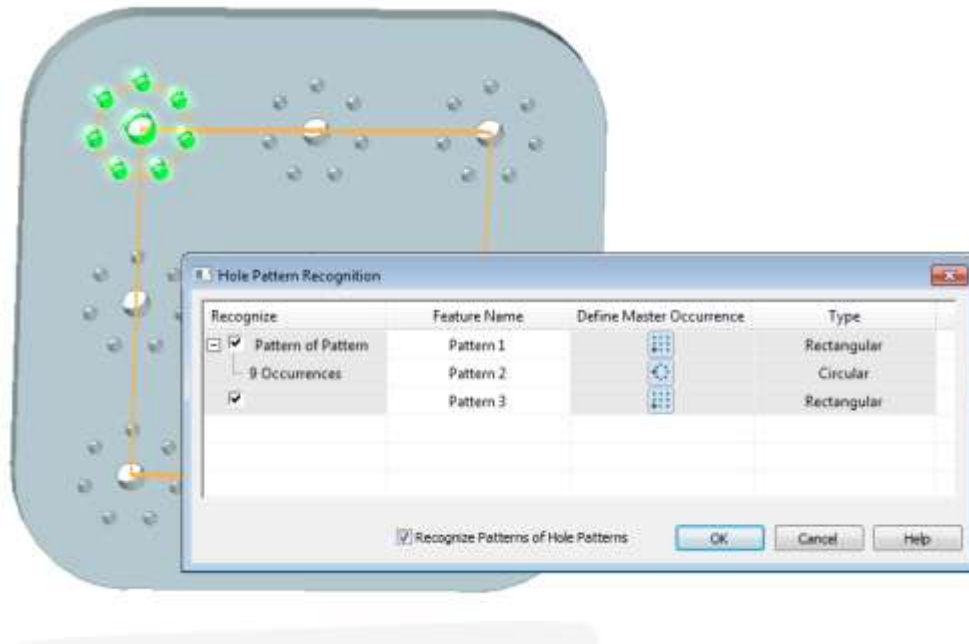 Hole Pattern Recognition
Recognize Feature Name Define Master Occurrence Type
Pattern of Pattern Pattern 1 Rectangular
9 Occurrences Pattern 2 Circular
Pattern 3 Rectangular
Recognize Patterns of Hole Patterns OK Cancel Help